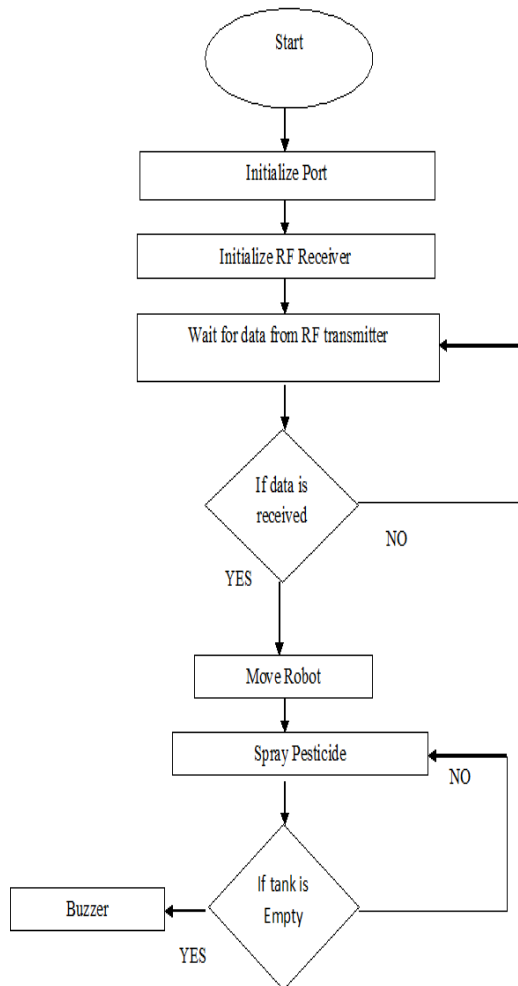 Start
Initialize Port
Initialize RF Receiver
Wait for data from RF transmitter
If data is
received
NO
YES
Move Robot
Spray Pesticide
NO
If tank is
Empty
Buzzer
YES